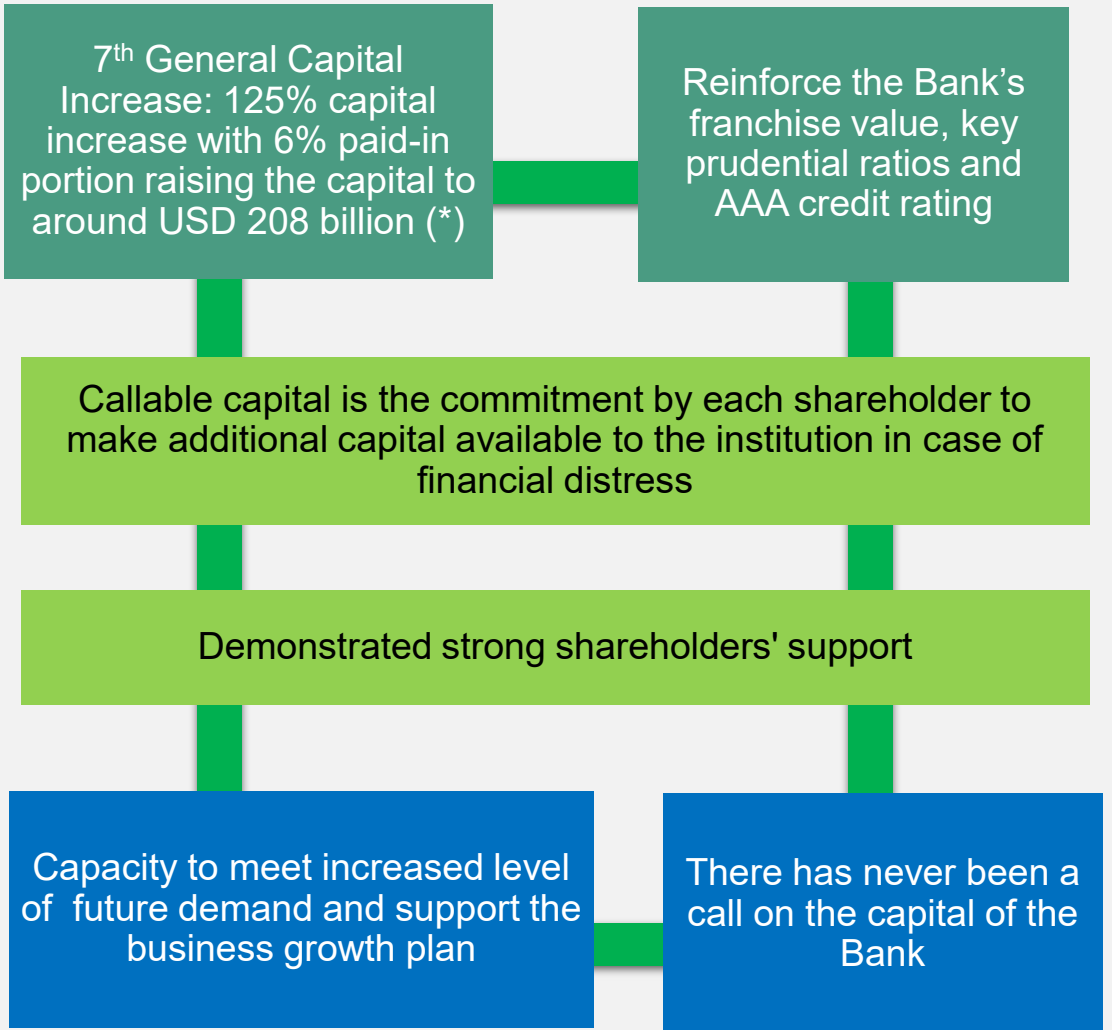 7th General Capital
Increase: 125% capital
increase with 6% paid-in
portion raising the capital to
around USD 208 billion (*)
Reinforce the Bank’s
franchise value, key
prudential ratios and
AAA credit rating
Callable capital is the commitment by each shareholder to
make additional capital available to the institution in case of
financial distress
Demonstrated strong shareholders' support
Capacity to meet increased level
of  future demand and support the
business growth plan
There has never been a
call on the capital of the
Bank